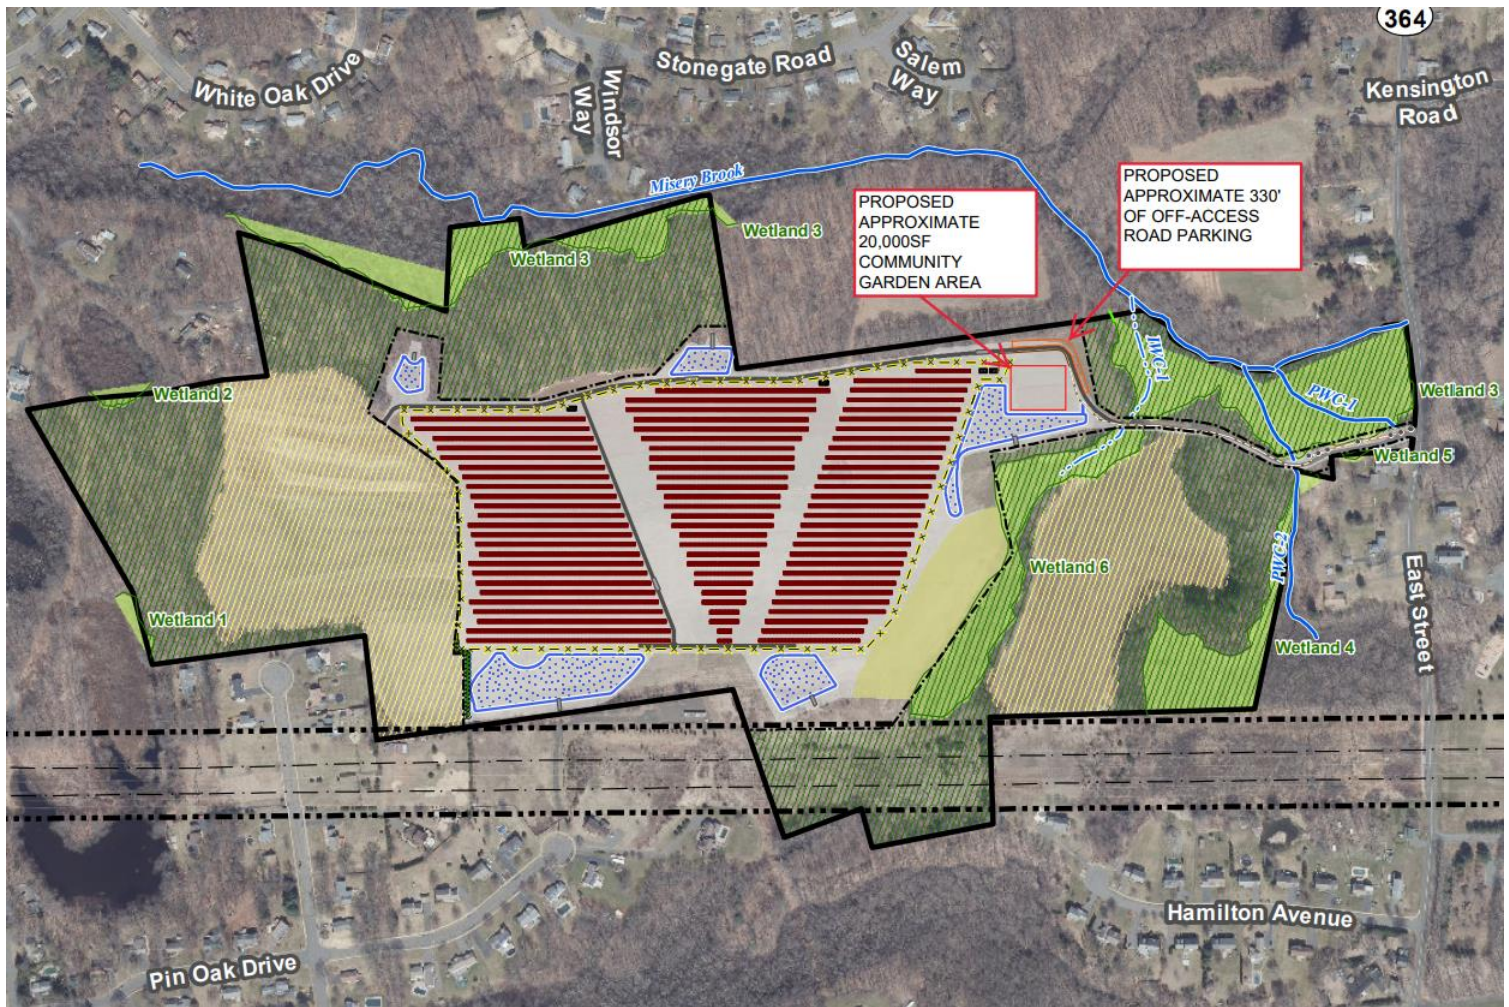 364
White Oak Drive
Windsor
Way
Stonegate Road
Salem
Way
Kensington
Road
Misery Brook
PROPOSED
APPROXIMATE
20,000SF
COMMUNITY
GARDEN AREA
PROPOSED
APPROXIMATE 330'
OF OFF-ACCESS
ROAD PARKING
Wetland 3
Wetland 3
IWC-1
PWC-1
Wetland 3
Wetland 2
Wetland 5
PWC-2
Wetland 6
Wetland 1
Wetland 4
East Street
Hamilton Avenue
Pin Oak Drive